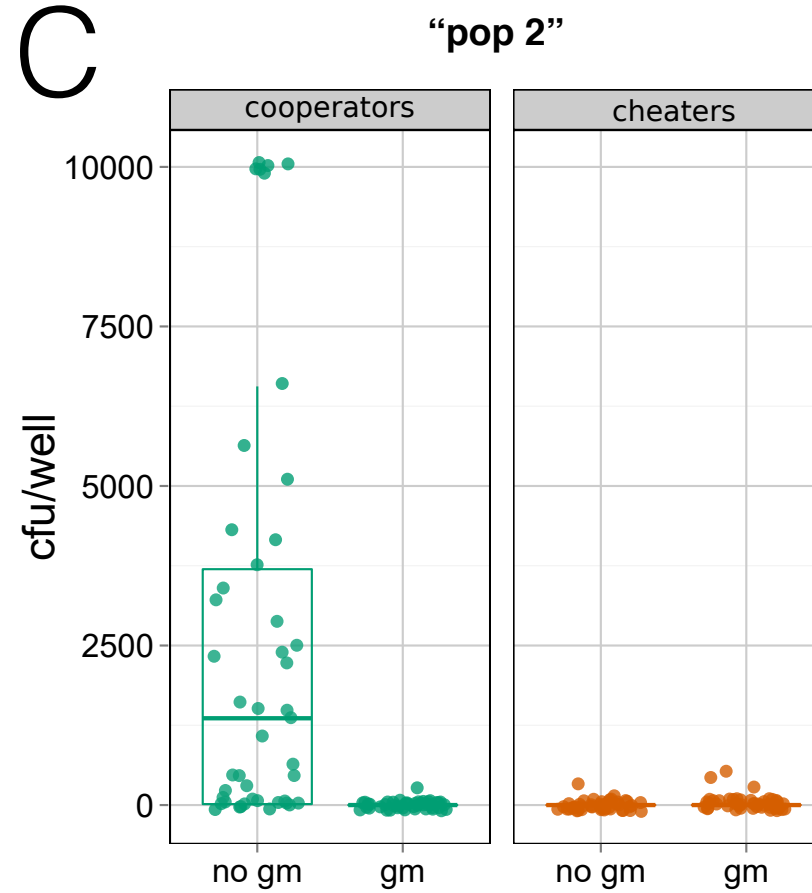 C
“pop 2”
cooperators
cheaters
10000
7500
5000
2500
0
cfu/well
no gm
gm
no gm
gm